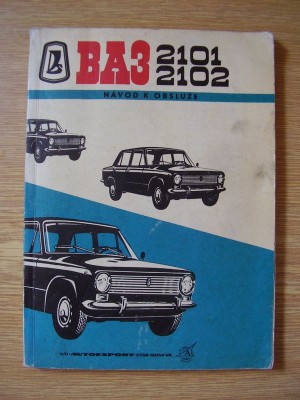 ВАЗ 2101
2102
NÁVOD K OBSLUZE
AUTOEXPORT